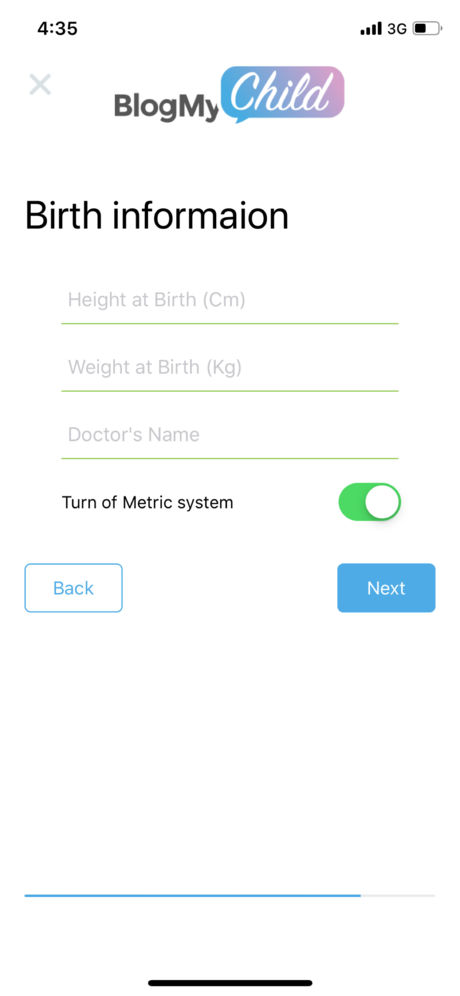 4:35
3G
BlogMy Child
Birth informaion
Height at Birth (Cm)
Weight at Birth (Kg)
Doctor's Name
Turn of Metric system
Back
Next